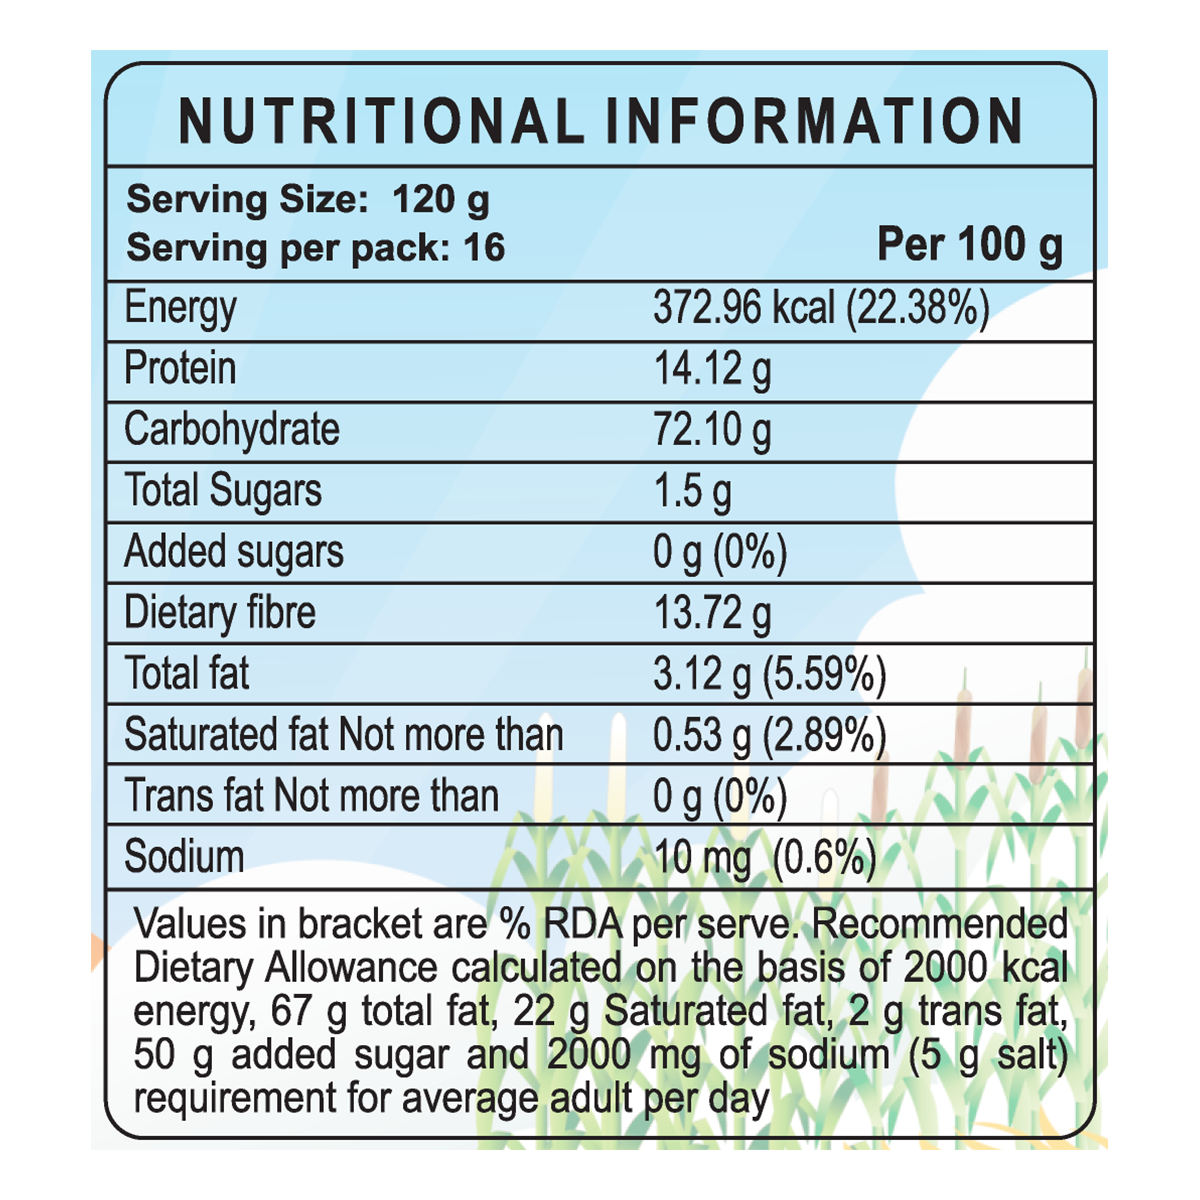 NUTRITIONAL INFORMATION
Serving Size: 120 g
Serving per pack: 16
Per 100 g
Energy 372.96 kcal (22.38%)
Protein 14.12 g
Carbohydrate 72.10 g
Total Sugars 1.5 g
Added sugars 0 g (0%)
Dietary fibre 13.72 g
Total fat 3.12 g (5.59%)
Saturated fat Not more than 0.53 g (2.89%)
Trans fat Not more than 0 g (0%)
Sodium 10 mg (0.6%)
Values in bracket are % RDA per serve. Recommended
Dietary Allowance calculated on the basis of 2000 kcal
energy, 67 g total fat, 22 g Saturated fat, 2 g trans fat,
50 g added sugar and 2000 mg of sodium (5 g salt)
requirement for average adult per day